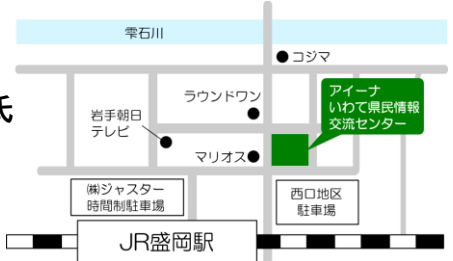 雫石川
コジマ
氏
ラウンドワン
アイーナ
いわて県民情報
交流センター
岩手朝日
テレビ
マリオス
㈱ジャスター
時間制駐車場
西口地区
駐車場
JR盛岡駅